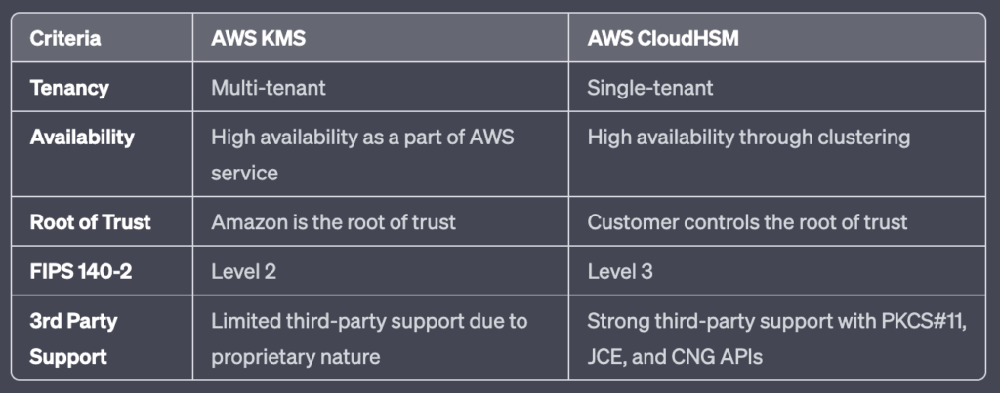 Criteria AWS KMS AWS CloudHSM
Tenancy Multi-tenant Single-tenant
Availability High availability as a part of AWS High availability through clustering
service
Root of Trust Amazon is the root of trust Customer controls the root of trust
FIPS 140-2 Level 2 Level 3
3rd Party Limited third-party support due to Strong third-party support with PKCS#11,
Support proprietary nature JCE, and CNG APIs